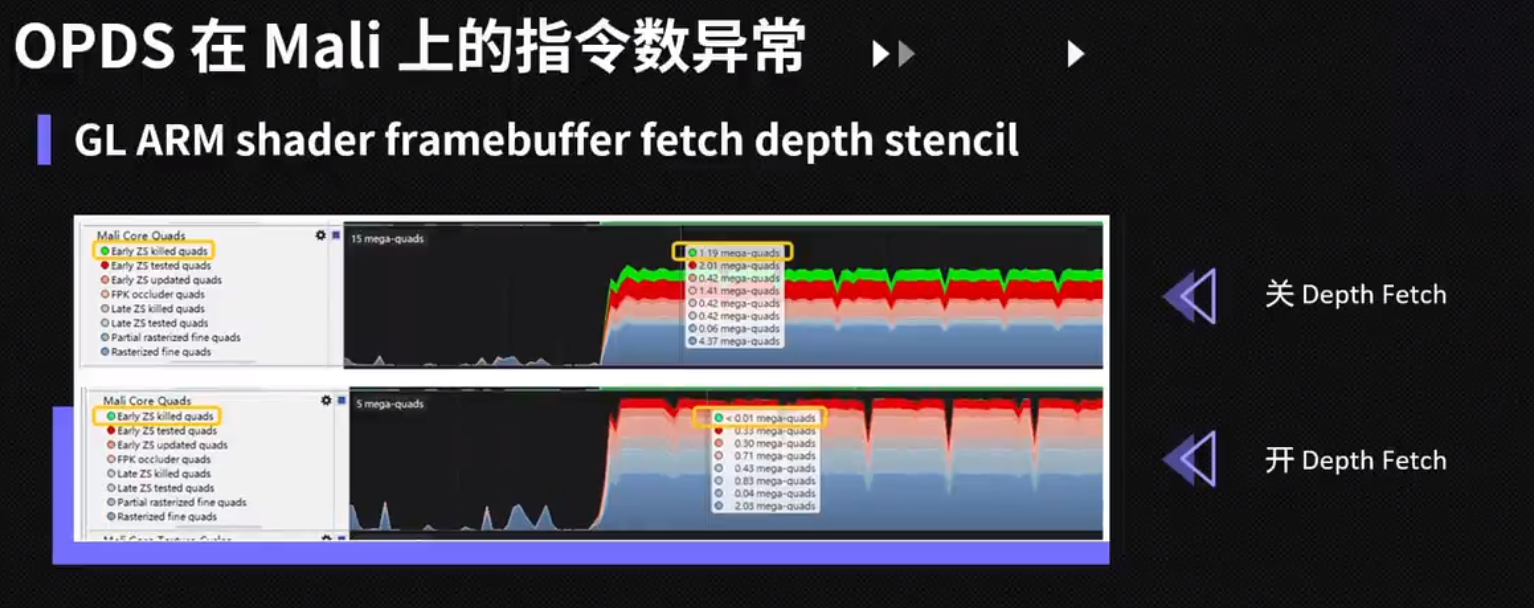 OPDS 在 Mali 上的指令数异常
GL ARM shader framebuffer fetch depth stencil
Mali Core Quads
Early ZS killed quads
Early ZS tested quads
Early ZS updated quads
FPK occluder quads
Late ZS killed quads
Late ZS tested quads
Partial rasterized fine quads
Rasterized fine quads
15 mega-quads
1.19 mega-quads
2.01 mega-quads
0.42 mega-quads
1.41 mega-quads
0.42 mega-quads
0.42 mega-quads
0.06 mega-quads
4.37 mega-quads
关 Depth Fetch
Mali Core Quads
Early ZS killed quads
Early ZS tested quads
Early ZS updated quads
FPK occluder quads
Late ZS killed quads
Late ZS tested quads
Partial rasterized fine quads
Rasterized fine quads
5 mega-quads
< 0.01 mega-quads
0.33 mega-quads
0.30 mega-quads
0.71 mega-quads
0.43 mega-quads
0.83 mega-quads
0.04 mega-quads
2.03 mega-quads
开 Depth Fetch